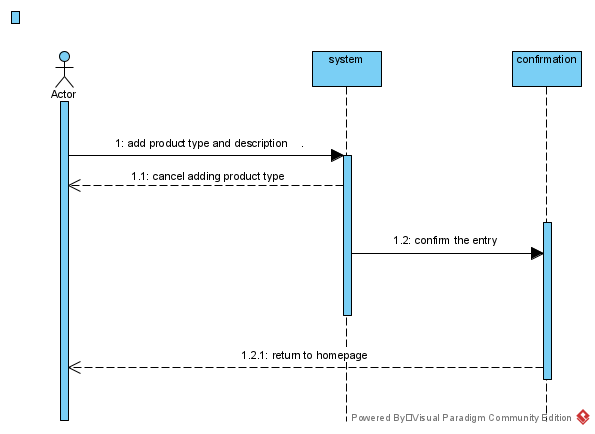 system
confirmation
Actor
1: add product type and description .
1.1: cancel adding product type
1.2: confirm the entry
1.2.1: return to homepage
Powered By Visual Paradigm Community Edition